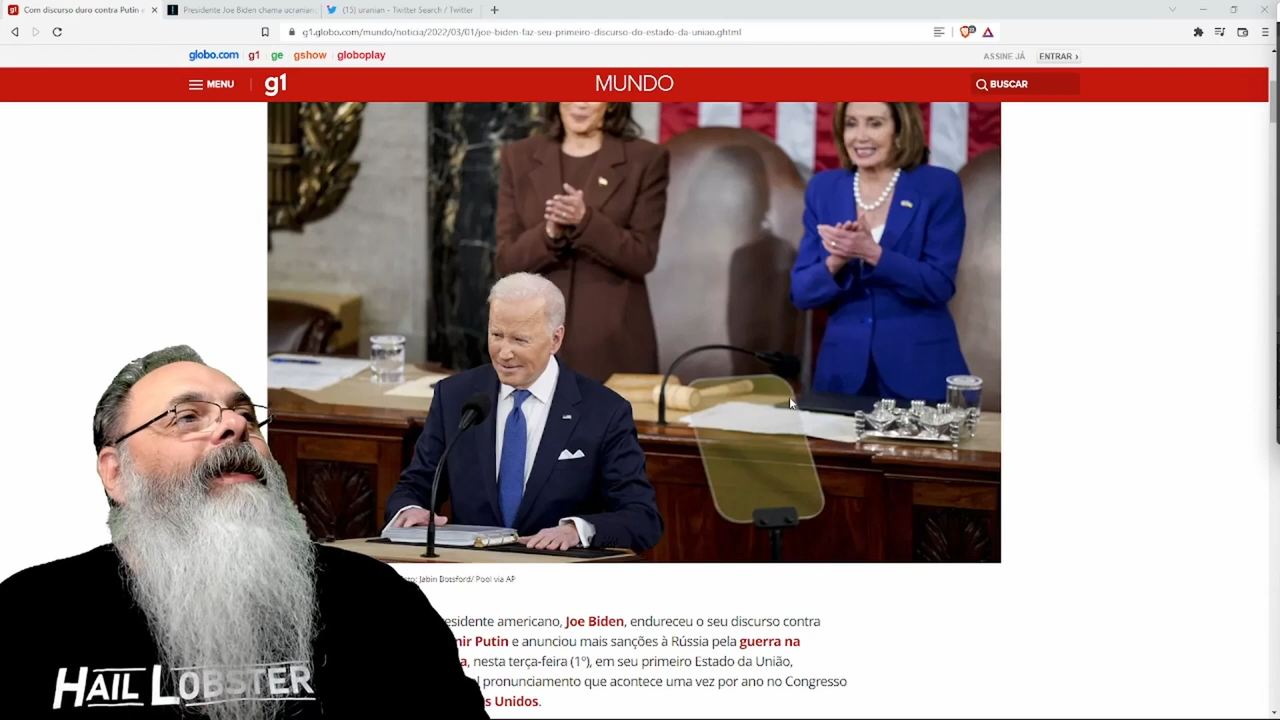 Com discurso duro contra Putin e
Presidente Joe Biden chama ucranian
(15) uranian - Twitter Search / Twitter
g1.globo.com/mundo/noticia/2022/03/01/joe-biden-faz-seu-primeiro-discurso-do-estado-da-uniao.ghtml
globo.com g1 ge gshow globoplay
ASSINE JÁ ENTRAR ›
MENU g1 MUNDO BUSCAR
Jabin Dotsford/ Pool via AP
esidente americano, Joe Biden, endureceu o seu discurso contra
mir Putin e anunciou mais sanções à Rússia pela guerra na
a, nesta terça-feira (1º), em seu primeiro Estado da União,
l pronunciamento que acontece uma vez por ano no Congresso
s Unidos.
HAIL LOBSTER